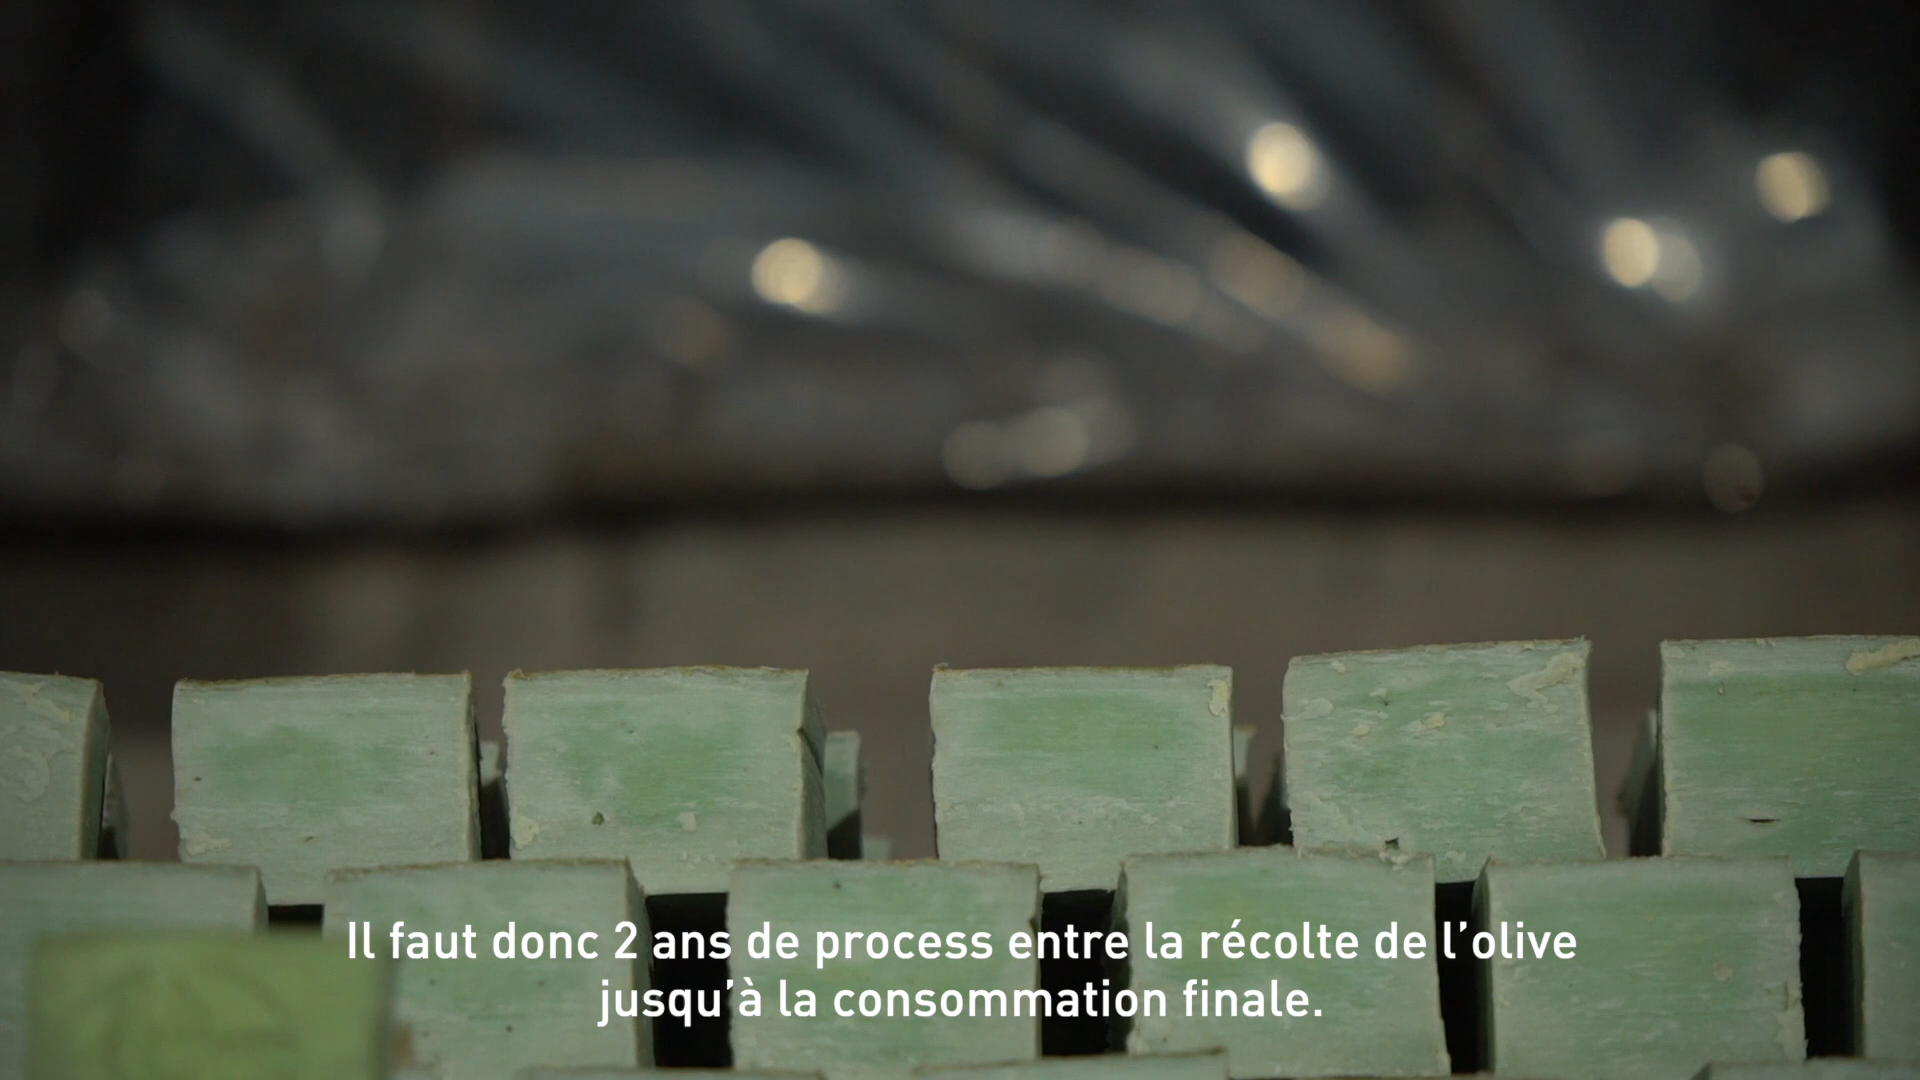 Il faut donc 2 ans de process entre la récolte de l’olive
jusqu’à la consommation finale.